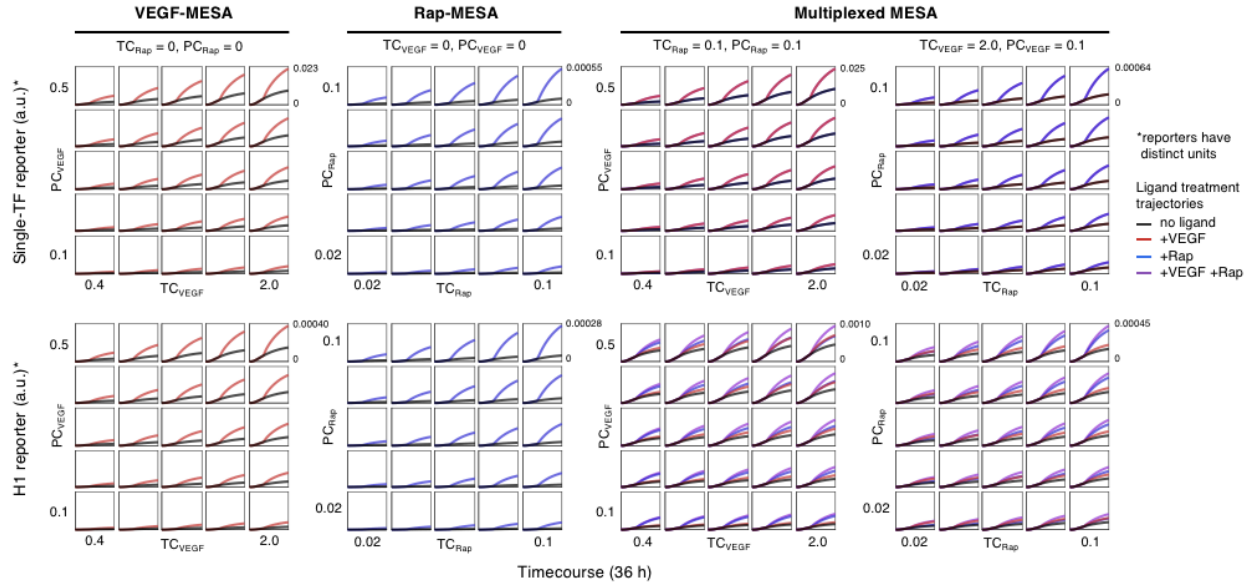 VEGF-MESA
Rap-MESA
Multiplexed MESA
TCRap = 0, PCRap = 0
TCVEGF = 0, PCVEGF = 0
TCRap = 0.1, PCRap = 0.1
TCVEGF = 2.0, PCVEGF = 0.1
Single-TF reporter (a.u.)*
0.5
PCVEGF
0.1
0.023
0
0.4
TCVEGF
2.0
0.1
PCRap
0.02
0.00055
0
0.02
TCRap
0.1
0.5
PCVEGF
0.1
0.025
0
0.4
TCVEGF
2.0
0.1
PCRap
0.02
0.00064
0
0.02
TCRap
0.1
*reporters have
distinct units
Ligand treatment
trajectories
no ligand
+VEGF
+Rap
+VEGF +Rap
H1 reporter (a.u.)*
0.5
PCVEGF
0.1
0.00040
0
0.4
TCVEGF
2.0
0.1
PCRap
0.02
0.00028
0
0.02
TCRap
0.1
0.5
PCVEGF
0.1
0.0010
0
0.4
TCVEGF
2.0
0.1
PCRap
0.02
0.00045
0
0.02
TCRap
0.1
Timecourse (36 h)